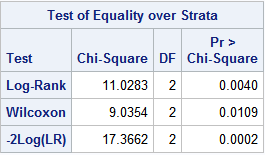 Test of Equality over Strata
Test Chi-Square DF Pr >
Chi-Square
Log-Rank 11.0283 2 0.0040
Wilcoxon 9.0354 2 0.0109
-2Log(LR) 17.3662 2 0.0002